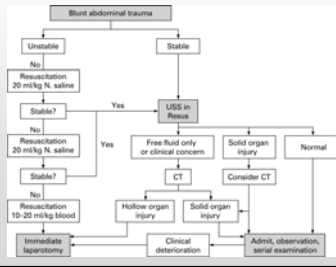 Blunt abdominal trauma
Unstable
Stable
No
Resuscitation
20 ml/kg N. saline
Stable?
Yes
USS in
Resus
No
Resuscitation
20 ml/kg N. saline
Yes
Free fluid only
or clinical concern
Solid organ
injury
Normal
Stable?
CT
Consider CT
No
Resuscitation
10–20 ml/kg blood
Hollow organ
injury
Solid organ
injury
Immediate
laparotomy
Clinical
deterioration
Admit, observation,
serial examination